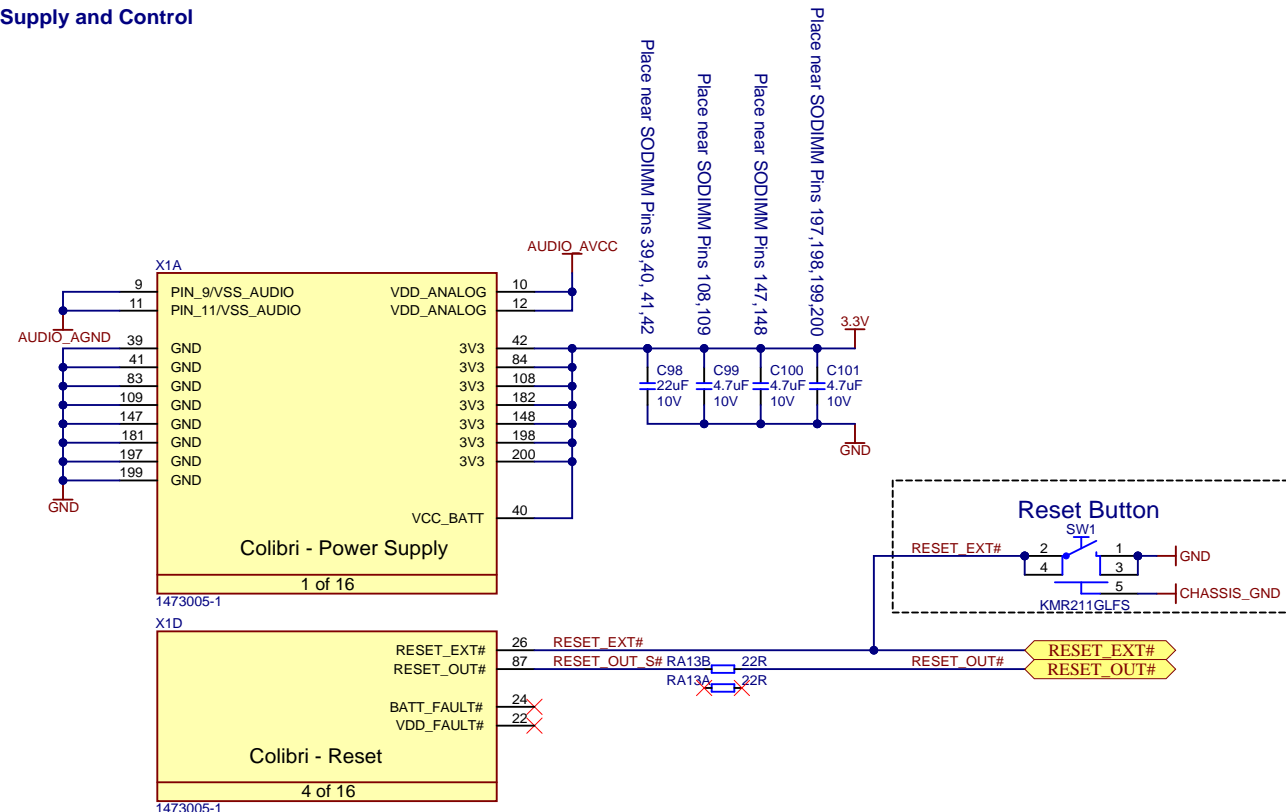 Supply and Control
Place near SODIMM Pins 39,40, 41,42
Place near SODIMM Pins 108,109
Place near SODIMM Pins 147,148
Place near SODIMM Pins 197,198,199,200
AUDIO_AVCC
X1A
9 PIN_9/VSS_AUDIO VDD_ANALOG 10
11 PIN_11/VSS_AUDIO VDD_ANALOG 12
AUDIO_AGND
3.3V
39 GND 3V3 42
41 GND 3V3 84
83 GND 3V3 108
109 GND 3V3 182
147 GND 3V3 148
181 GND 3V3 198
197 GND 3V3 200
199 GND
C98 C99 C100 C101
22uF 4.7uF 4.7uF 4.7uF
10V 10V 10V 10V
GND
GND
VCC_BATT 40
Colibri - Power Supply
1 of 16
1473005-1
Reset Button
SW1
RESET_EXT# 2 1 GND
4 3
5 CHASSIS_GND
KMR211GLFS
X1D
RESET_EXT# 26 RESET_EXT# RESET_EXT#
RESET_OUT# 87 RESET_OUT_S# RA13B 22R RESET_OUT# RESET_OUT#
RA13A 22R
BATT_FAULT# 24
VDD_FAULT# 22
Colibri - Reset
4 of 16
1473005-1